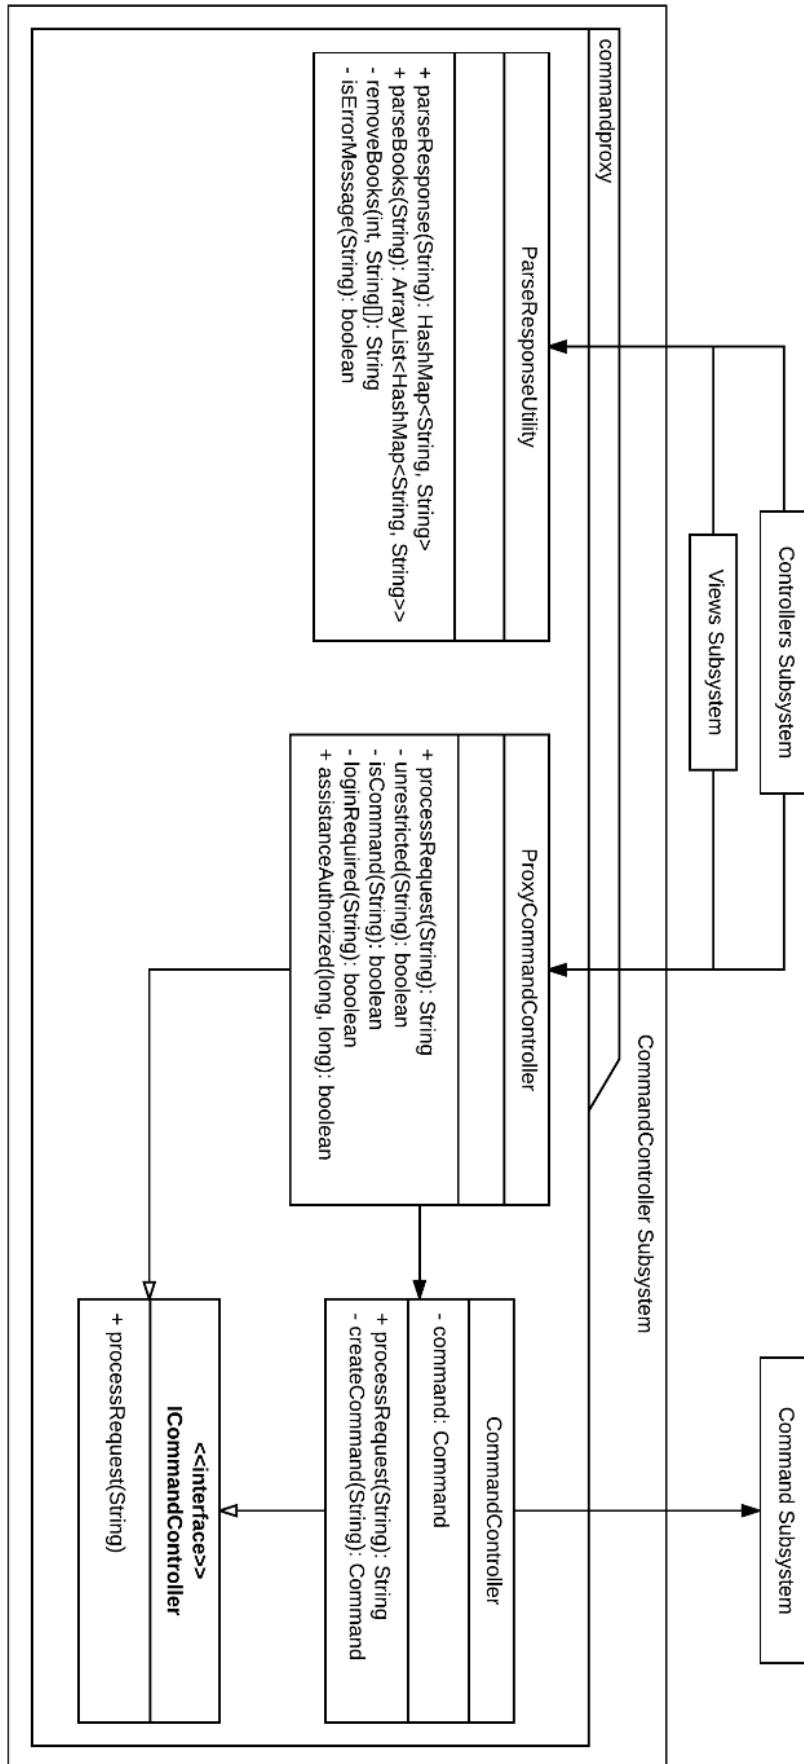 Controllers Subsystem
Views Subsystem
Command Subsystem
CommandController Subsystem
commandproxy
ParseResponseUtility
+ parseResponse(String): HashMap<String, String>
+ parseBooks(String): ArrayList<HashMap<String, String>>
- removeBooks(int, String[]): String
- isErrorMessage(String): boolean
ProxyCommandController
+ processRequest(String): String
- unrestricted(String): boolean
- isCommand(String): boolean
- loginRequired(String): boolean
+ assistanceAuthorized(long, long): boolean
CommandController
- command: Command
+ processRequest(String): String
- createCommand(String): Command
<<interface>>
ICommandController
+ processRequest(String)